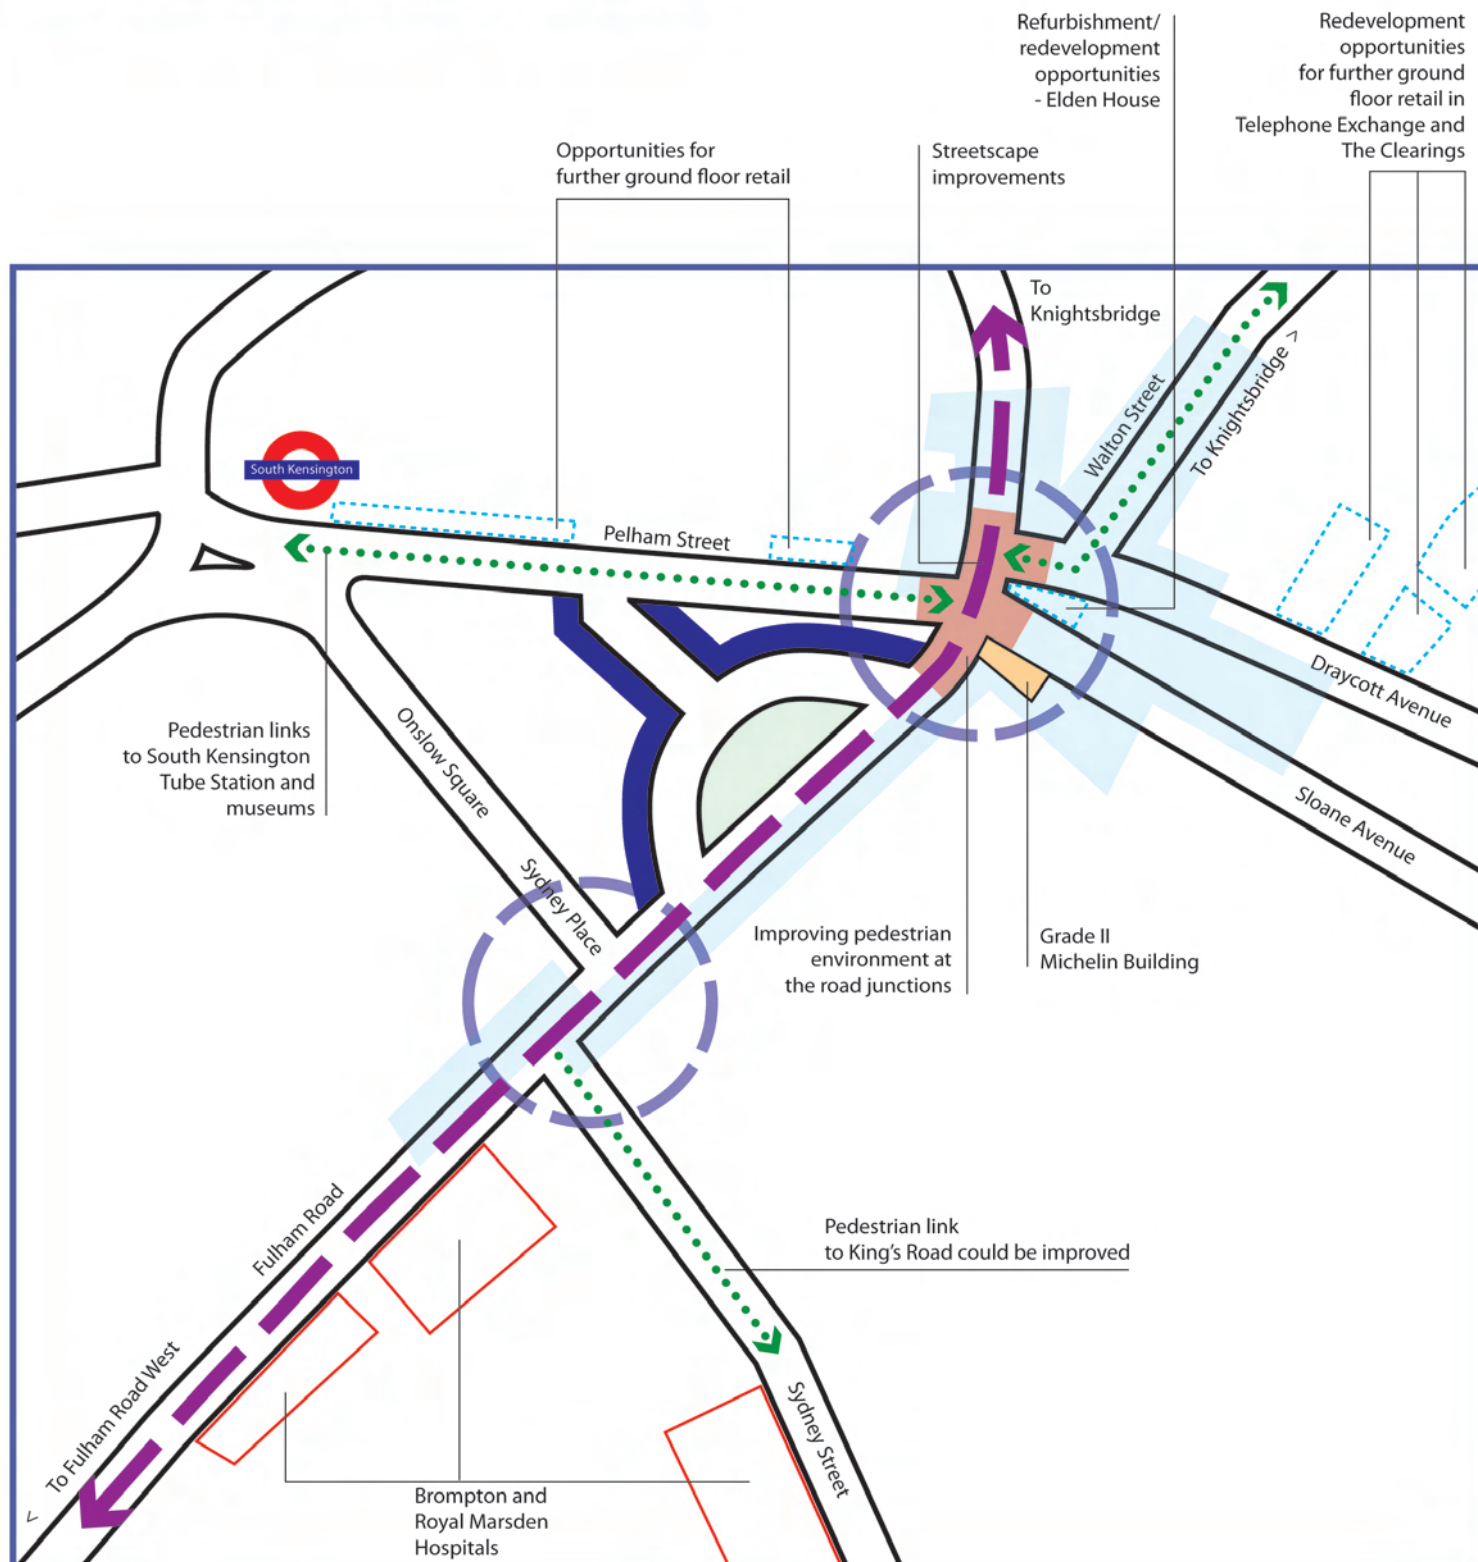 Refurbishment/
redevelopment
opportunities
- Elden House
Redevelopment
opportunities
for further ground
floor retail in
Telephone Exchange and
The Clearings
Opportunities for
further ground floor retail
Streetscape
improvements
To
Knightsbridge
Walton Street
To Knightsbridge >
South Kensington
Pelham Street
Draycott Avenue
Sloane Avenue
Pedestrian links
to South Kensington
Tube Station and
museums
Onslow Square
Sydney Place
Improving pedestrian
environment at
the road junctions
Grade II
Michelin Building
Fulham Road
Pedestrian link
to King's Road could be improved
< To Fulham Road West
Sydney Street
Brompton and
Royal Marsden
Hospitals